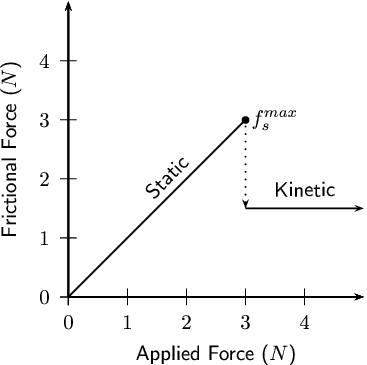 Frictional Force (N)
4
3
2
1
0
f_s^{max}
Static
Kinetic
0 1 2 3 4
Applied Force (N)